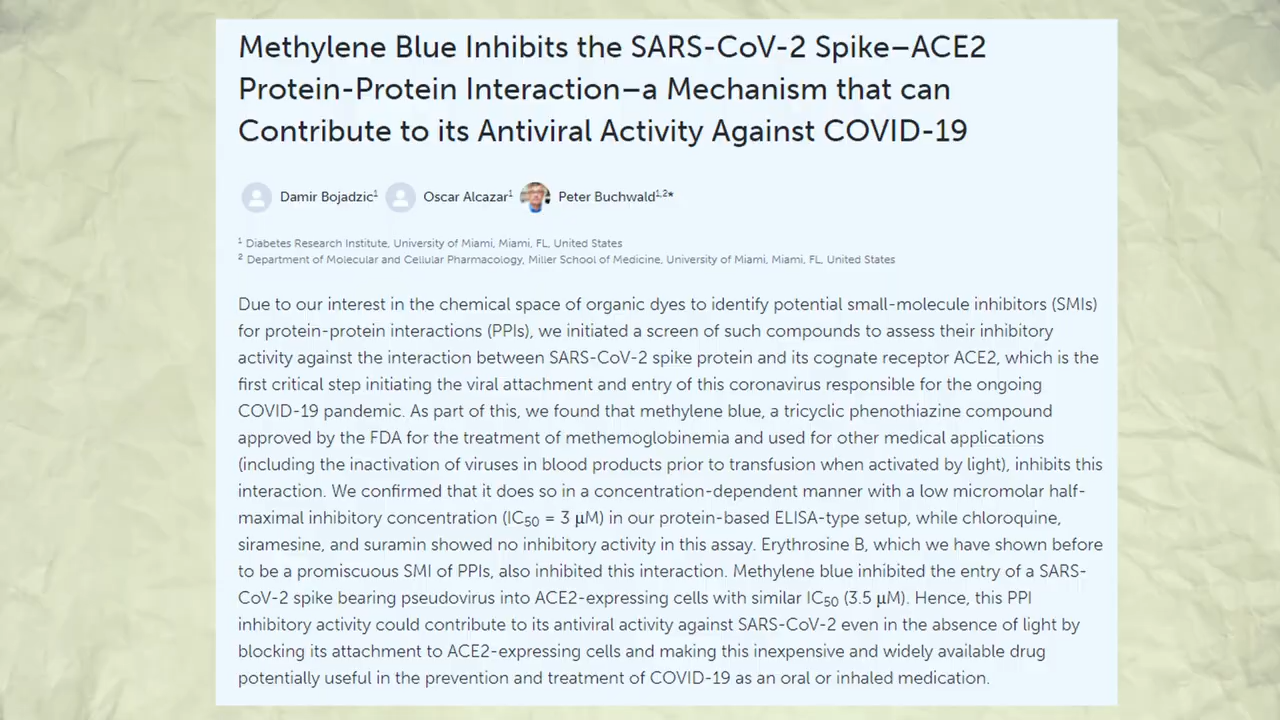 Methylene Blue Inhibits the SARS-CoV-2 Spike–ACE2
Protein-Protein Interaction–a Mechanism that can
Contribute to its Antiviral Activity Against COVID-19
Damir Bojadzic¹ Oscar Alcazar¹ Peter Buchwald¹,²*
¹ Diabetes Research Institute, University of Miami, Miami, FL, United States
² Department of Molecular and Cellular Pharmacology, Miller School of Medicine, University of Miami, Miami, FL, United States
Due to our interest in the chemical space of organic dyes to identify potential small-molecule inhibitors (SMIs)
for protein-protein interactions (PPIs), we initiated a screen of such compounds to assess their inhibitory
activity against the interaction between SARS-CoV-2 spike protein and its cognate receptor ACE2, which is the
first critical step initiating the viral attachment and entry of this coronavirus responsible for the ongoing
COVID-19 pandemic. As part of this, we found that methylene blue, a tricyclic phenothiazine compound
approved by the FDA for the treatment of methemoglobinemia and used for other medical applications
(including the inactivation of viruses in blood products prior to transfusion when activated by light), inhibits this
interaction. We confirmed that it does so in a concentration-dependent manner with a low micromolar half-
maximal inhibitory concentration (IC₅₀ = 3 μM) in our protein-based ELISA-type setup, while chloroquine,
siramesine, and suramin showed no inhibitory activity in this assay. Erythrosine B, which we have shown before
to be a promiscuous SMI of PPIs, also inhibited this interaction. Methylene blue inhibited the entry of a SARS-
CoV-2 spike bearing pseudovirus into ACE2-expressing cells with similar IC₅₀ (3.5 μM). Hence, this PPI
inhibitory activity could contribute to its antiviral activity against SARS-CoV-2 even in the absence of light by
blocking its attachment to ACE2-expressing cells and making this inexpensive and widely available drug
potentially useful in the prevention and treatment of COVID-19 as an oral or inhaled medication.